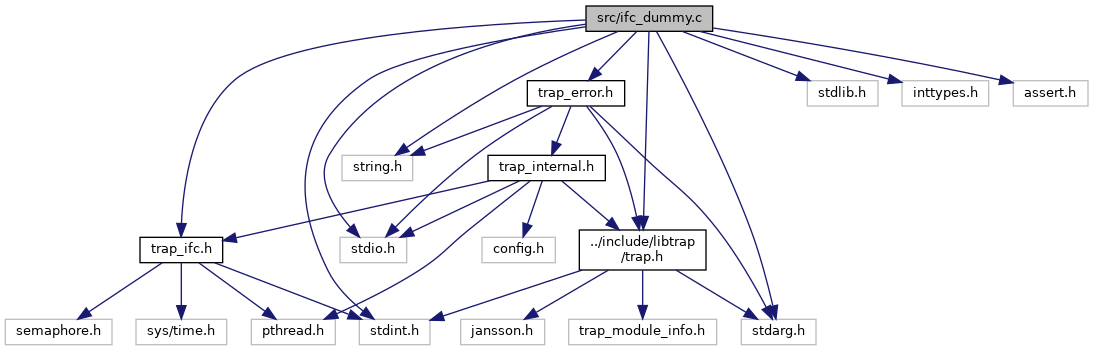 src/ifc_dummy.c
trap_error.h
stdlib.h
inttypes.h
assert.h
string.h
trap_internal.h
trap_ifc.h
stdio.h
config.h
../include/libtrap
/trap.h
semaphore.h
sys/time.h
pthread.h
stdint.h
jansson.h
trap_module_info.h
stdarg.h